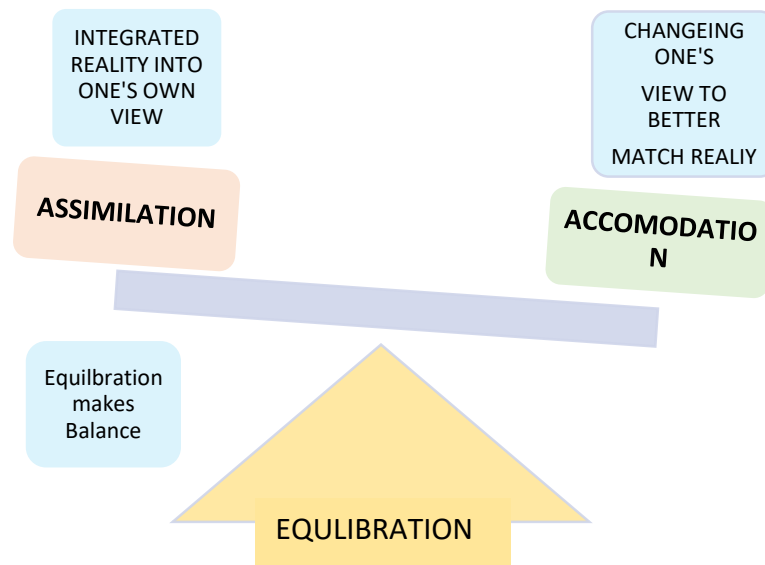 INTEGRATED
REALITY INTO
ONE'S OWN
VIEW
CHANGEING
ONE'S
VIEW TO
BETTER
MATCH REALIY
ASSIMILATION
ACCOMODATIO
N
Equilbration
makes
Balance
EQULIBRATION